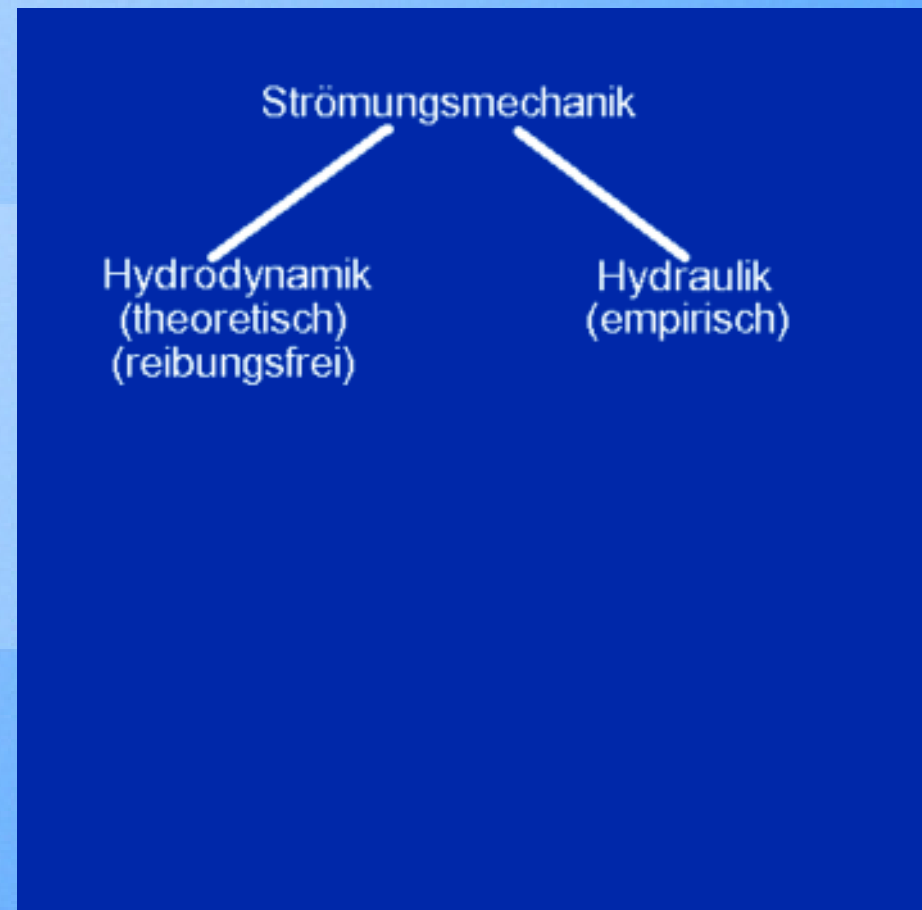 Strömungsmechanik
Hydrodynamik
(theoretisch)
(reibungsfrei)
Hydraulik
(empirisch)